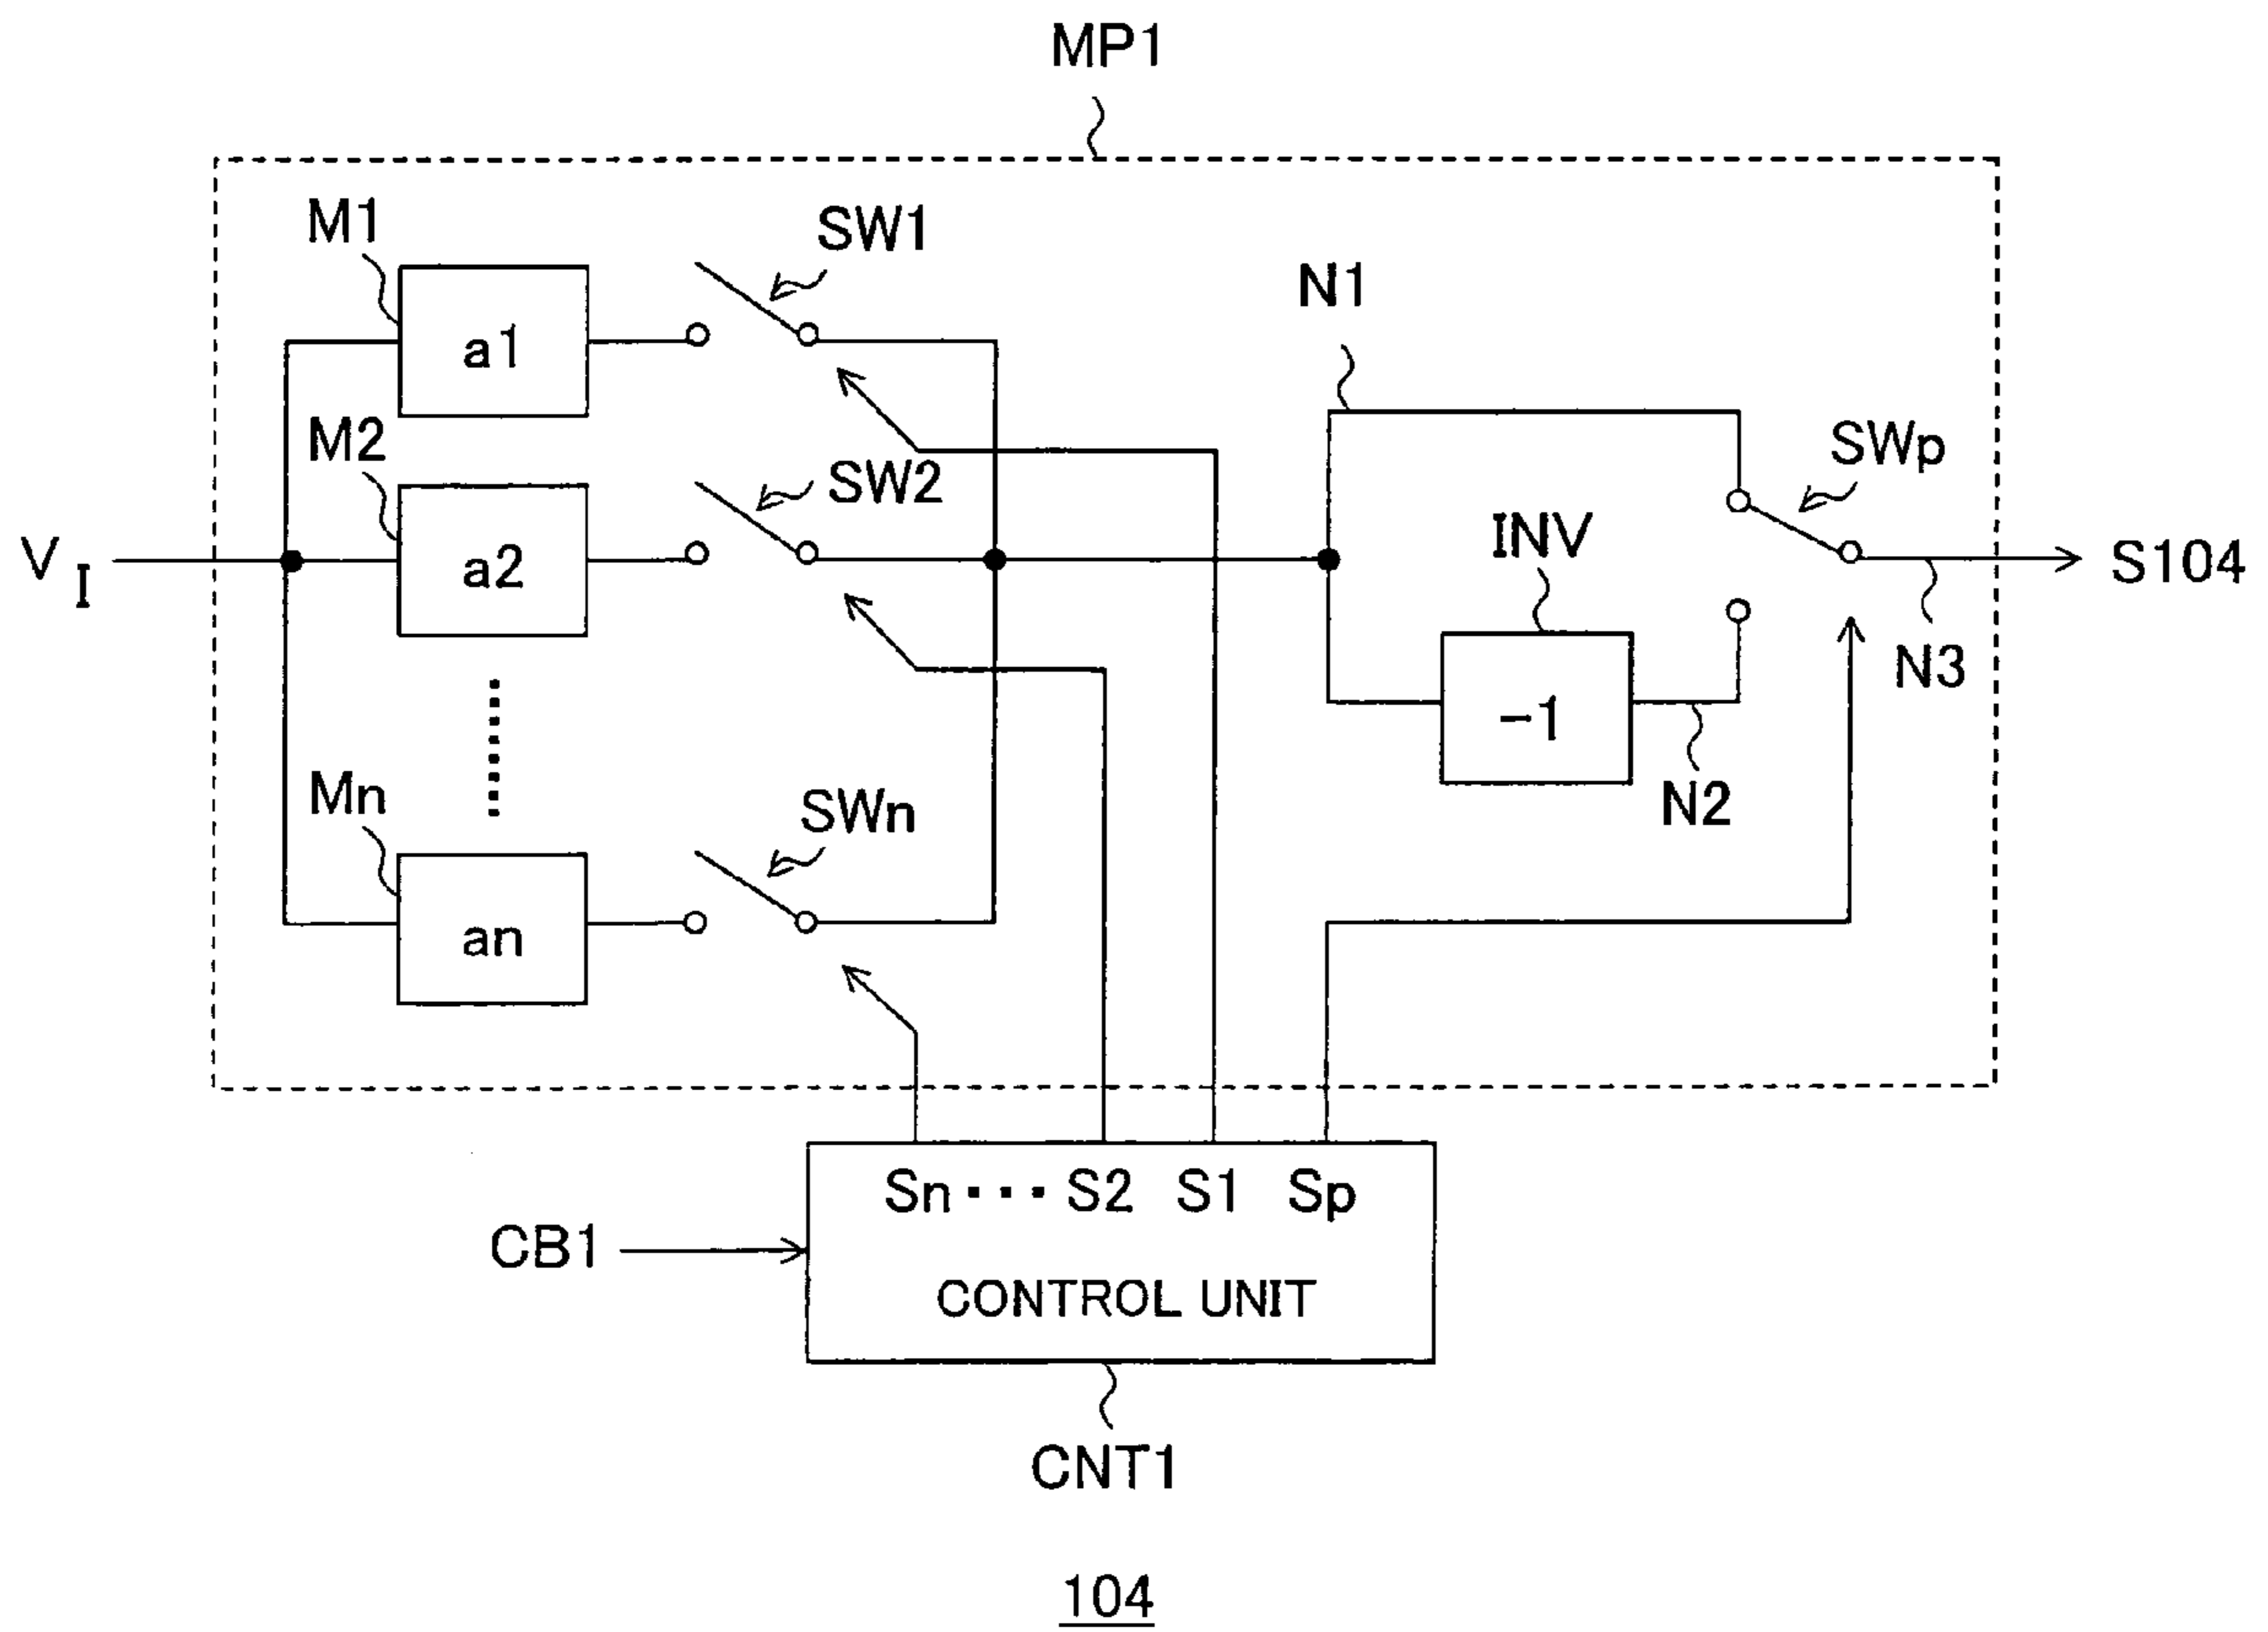 MP1
M1
SW1
a1
N1
M2
SW2
SWp
INV
V I
a2
S104
-1
N3
N2
Mn
SWn
an
Sn ··· S2 S1 Sp
CB1
CONTROL UNIT
CNT1
104